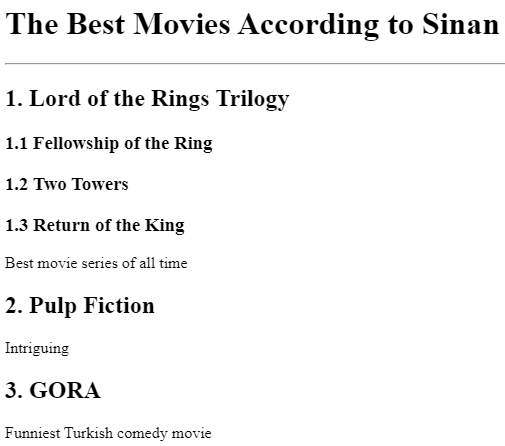 The Best Movies According to Sinan
1. Lord of the Rings Trilogy
1.1 Fellowship of the Ring
1.2 Two Towers
1.3 Return of the King
Best movie series of all time
2. Pulp Fiction
Intriguing
3. GORA
Funniest Turkish comedy movie